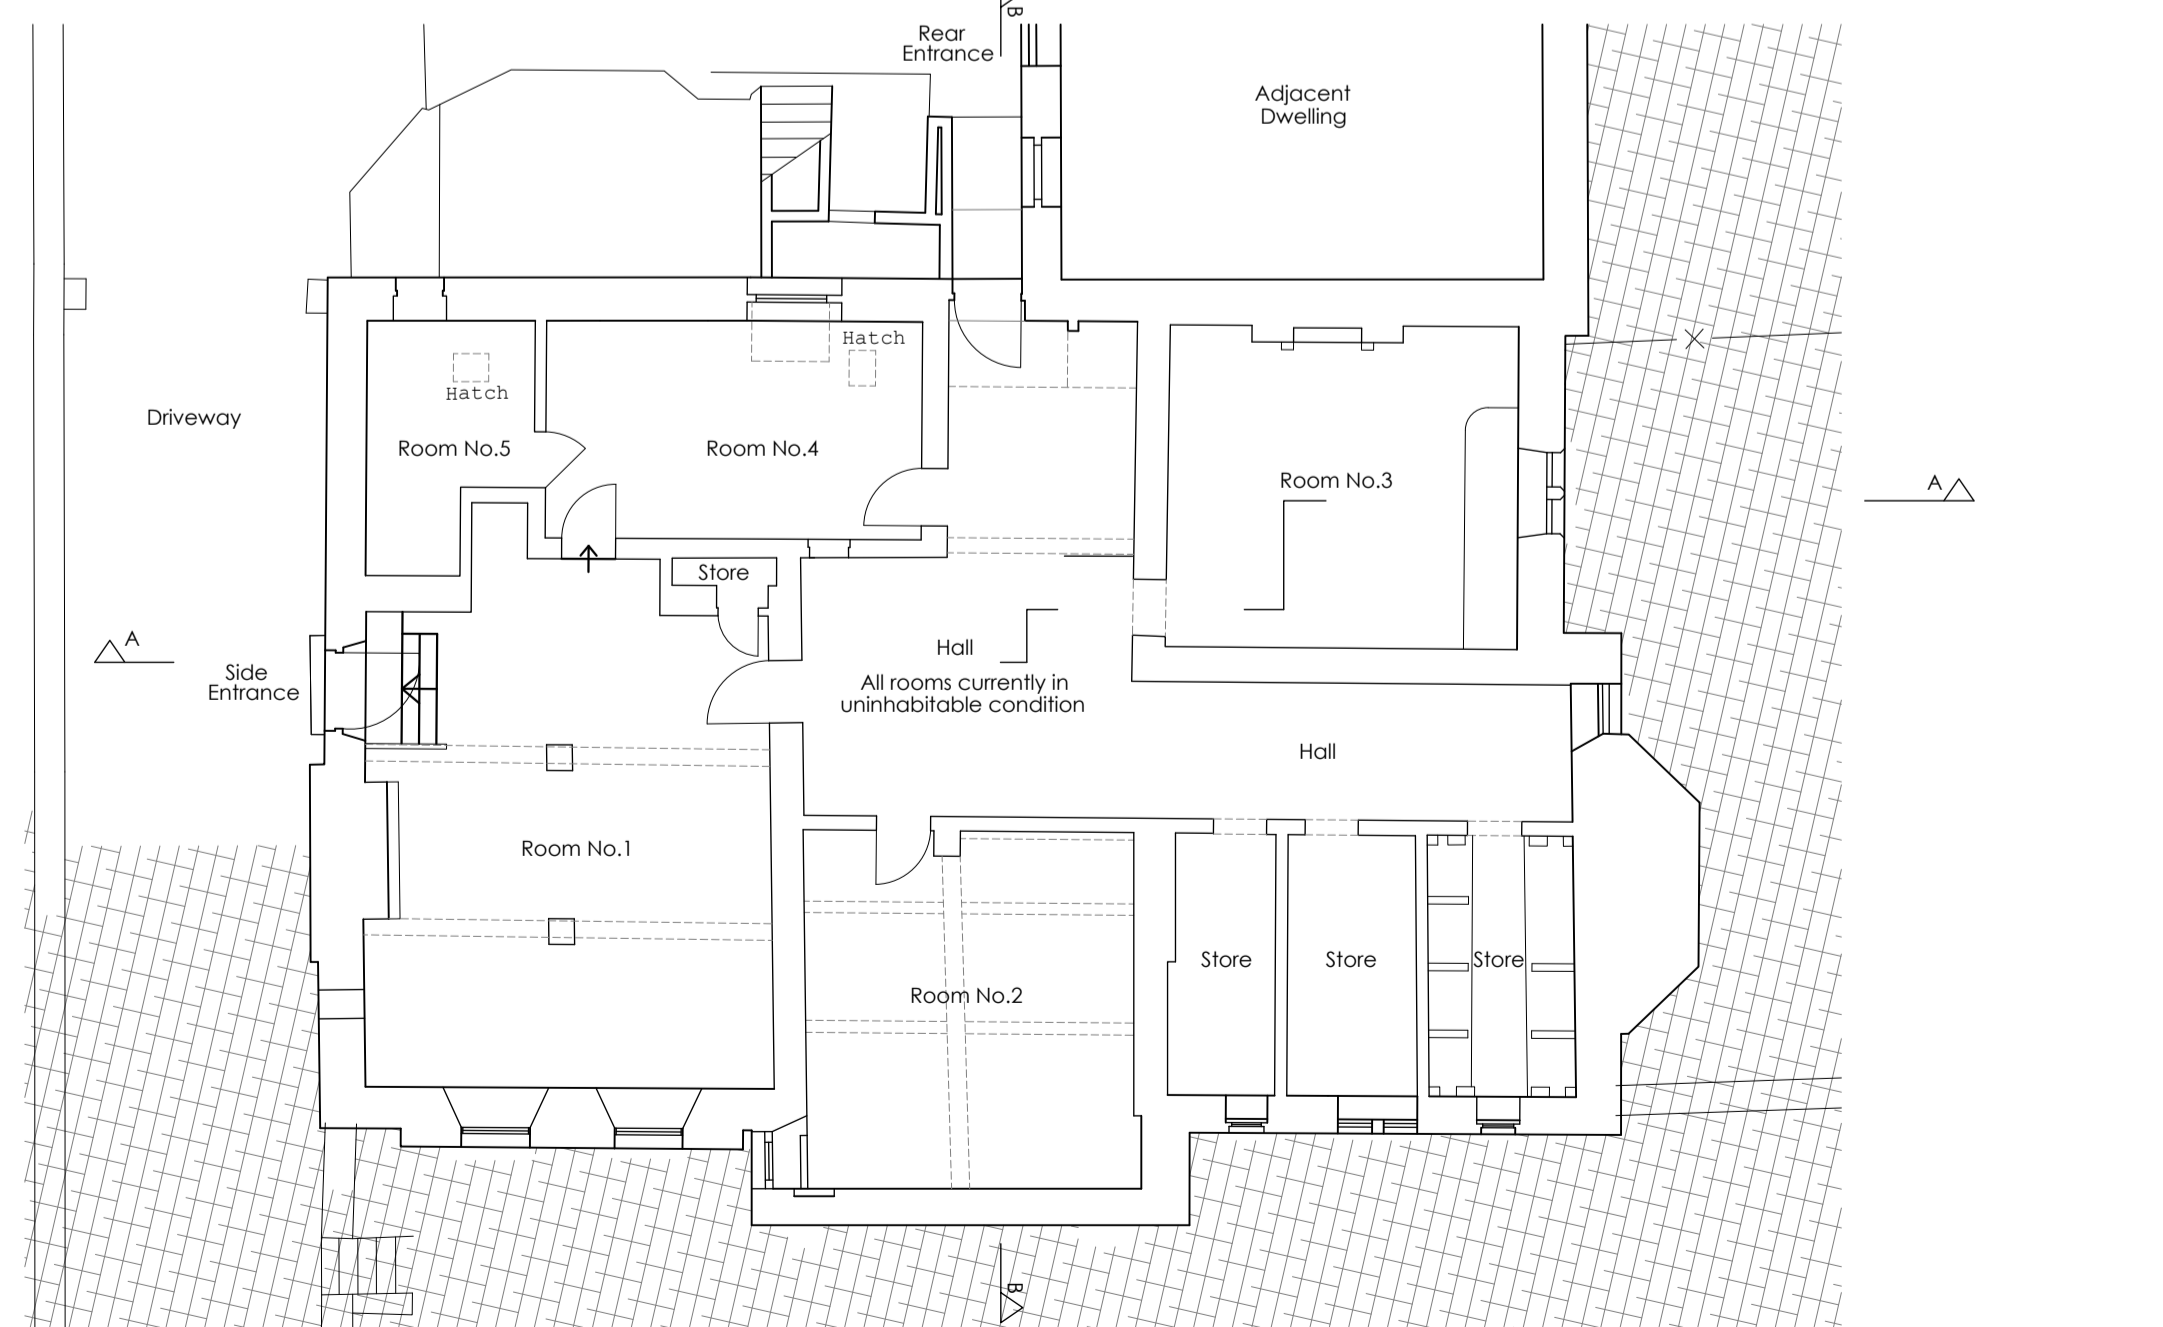 B
Rear
Entrance
Adjacent
Dwelling
Hatch
Hatch
Driveway
Room No.5
Room No.4
Room No.3
A
Store
A
Side
Entrance
Hall
All rooms currently in
uninhabitable condition
Hall
Room No.1
Store
Store
Store
Room No.2
B